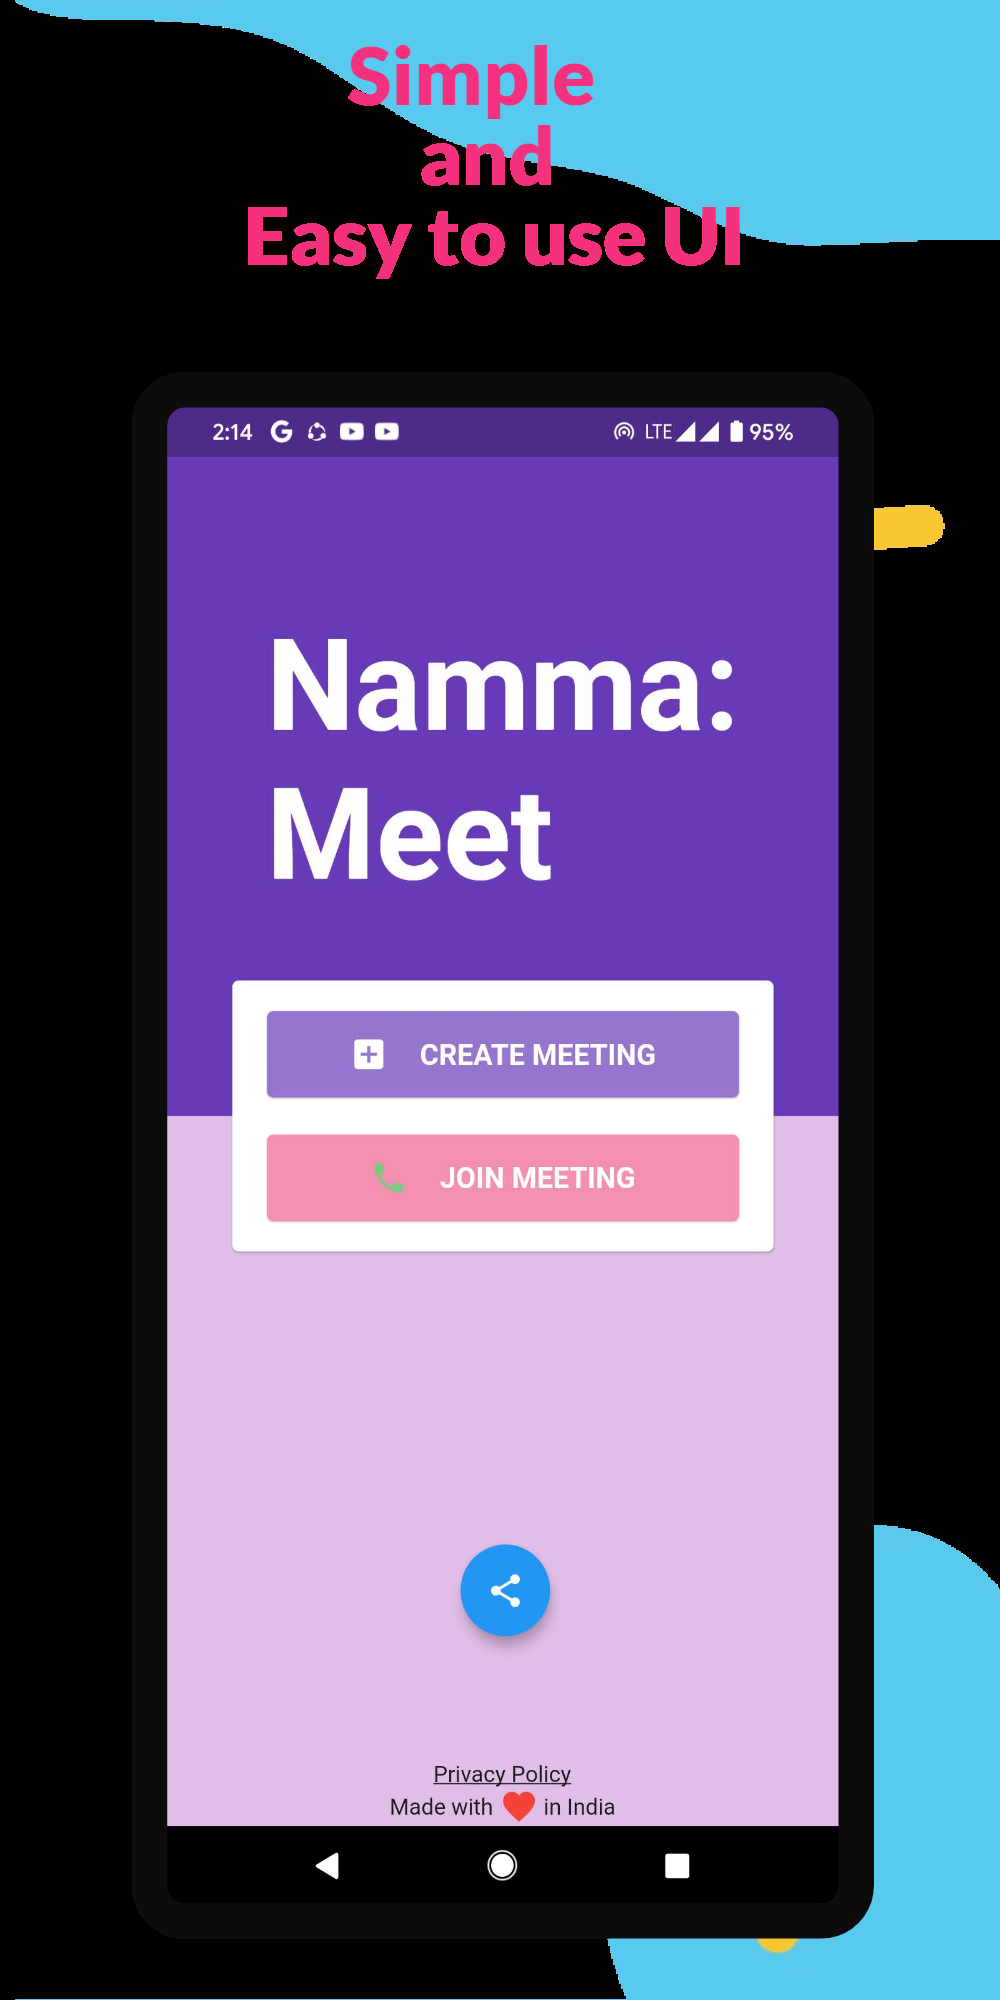 Simple
and
Easy to use UI
2:14 LTE 95%
Namma:
Meet
CREATE MEETING
JOIN MEETING
Privacy Policy
Made with in India